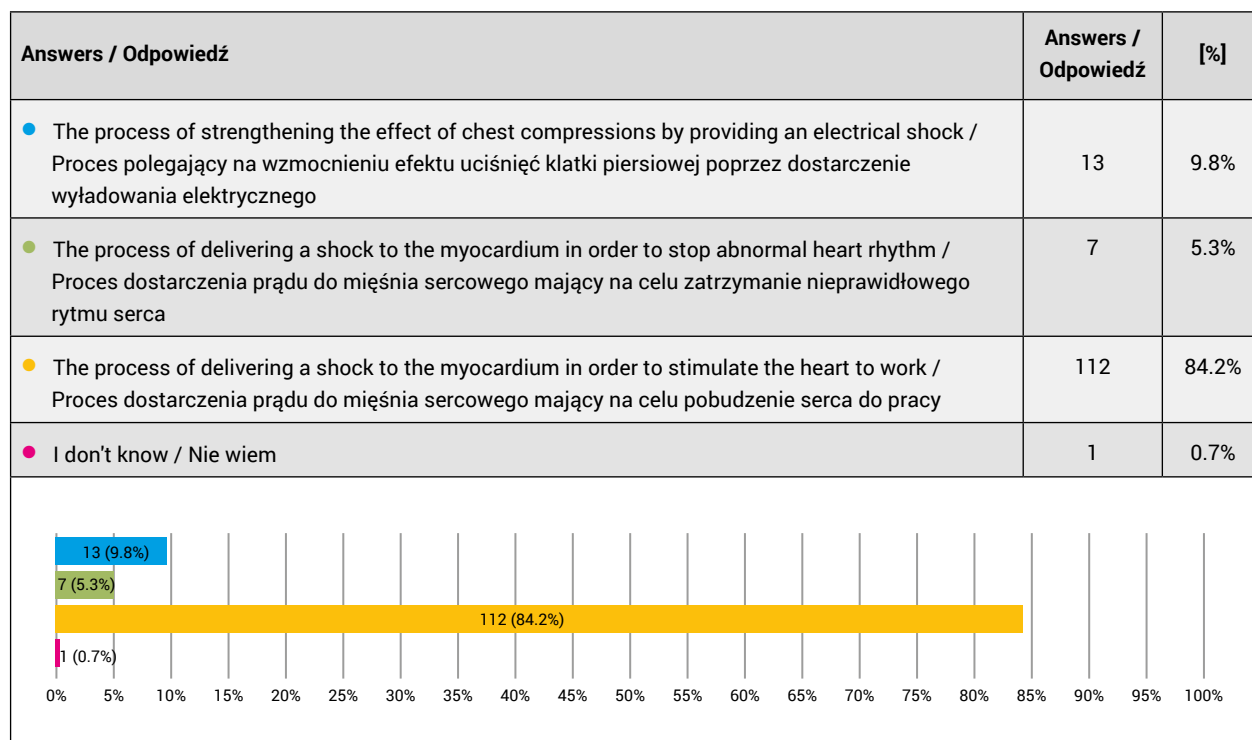 Answers / Odpowiedź
Answers /
Odpowiedź
[%]
The process of strengthening the effect of chest compressions by providing an electrical shock /
Proces polegający na wzmocnieniu efektu uciśnięć klatki piersiowej poprzez dostarczenie
wyładowania elektrycznego
13
9.8%
The process of delivering a shock to the myocardium in order to stop abnormal heart rhythm /
Proces dostarczenia prądu do mięśnia sercowego mający na celu zatrzymanie nieprawidłowego
rytmu serca
7
5.3%
The process of delivering a shock to the myocardium in order to stimulate the heart to work /
Proces dostarczenia prądu do mięśnia sercowego mający na celu pobudzenie serca do pracy
112
84.2%
I don't know / Nie wiem
1
0.7%
13 (9.8%)
7 (5.3%)
112 (84.2%)
1 (0.7%)
0% 5% 10% 15% 20% 25% 30% 35% 40% 45% 50% 55% 60% 65% 70% 75% 80% 85% 90% 95% 100%